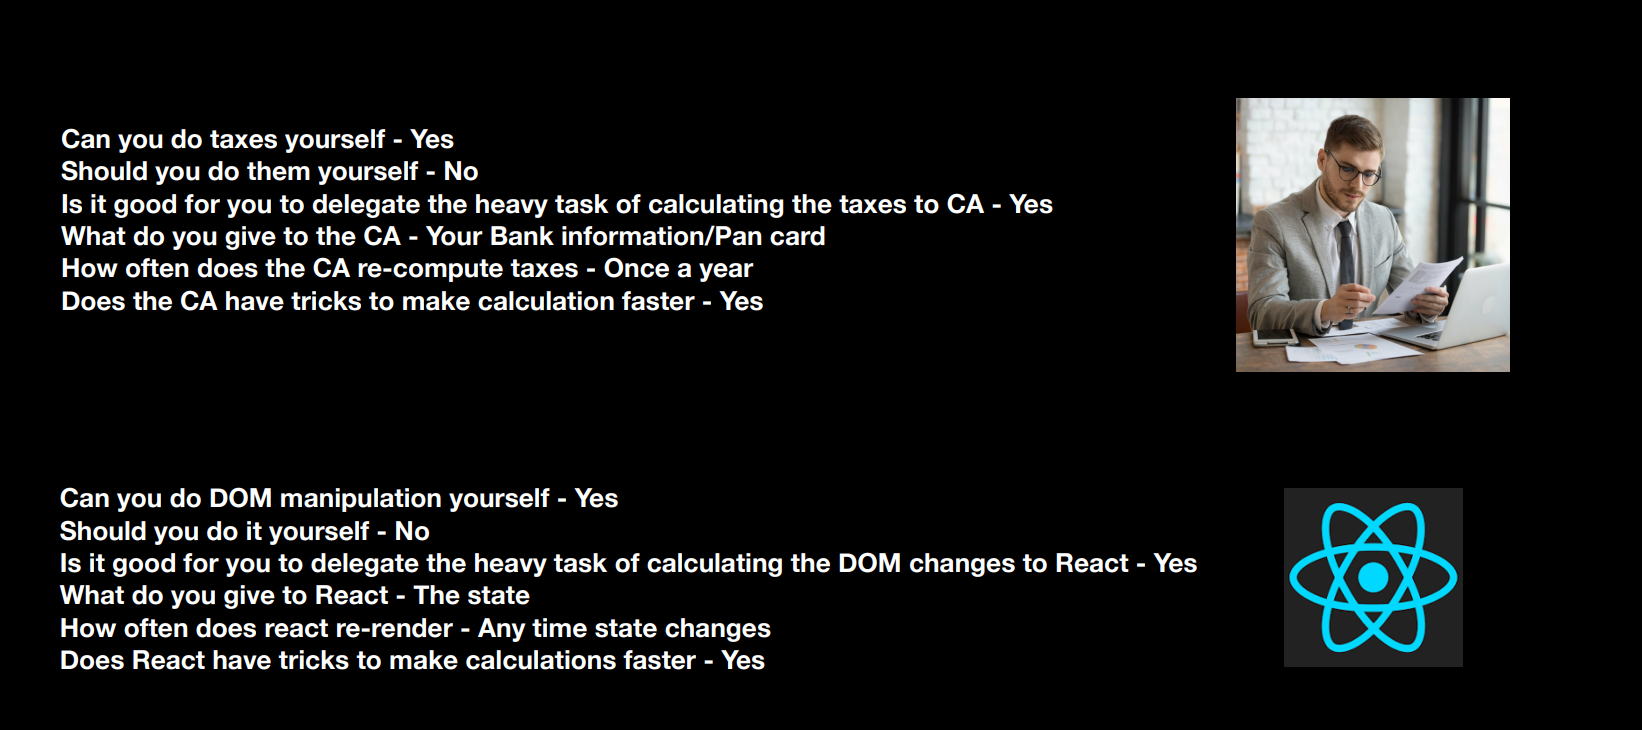 Can you do taxes yourself - Yes
Should you do them yourself - No
Is it good for you to delegate the heavy task of calculating the taxes to CA - Yes
What do you give to the CA - Your Bank information/Pan card
How often does the CA re-compute taxes - Once a year
Does the CA have tricks to make calculation faster - Yes
Can you do DOM manipulation yourself - Yes
Should you do it yourself - No
Is it good for you to delegate the heavy task of calculating the DOM changes to React - Yes
What do you give to React - The state
How often does react re-render - Any time state changes
Does React have tricks to make calculations faster - Yes